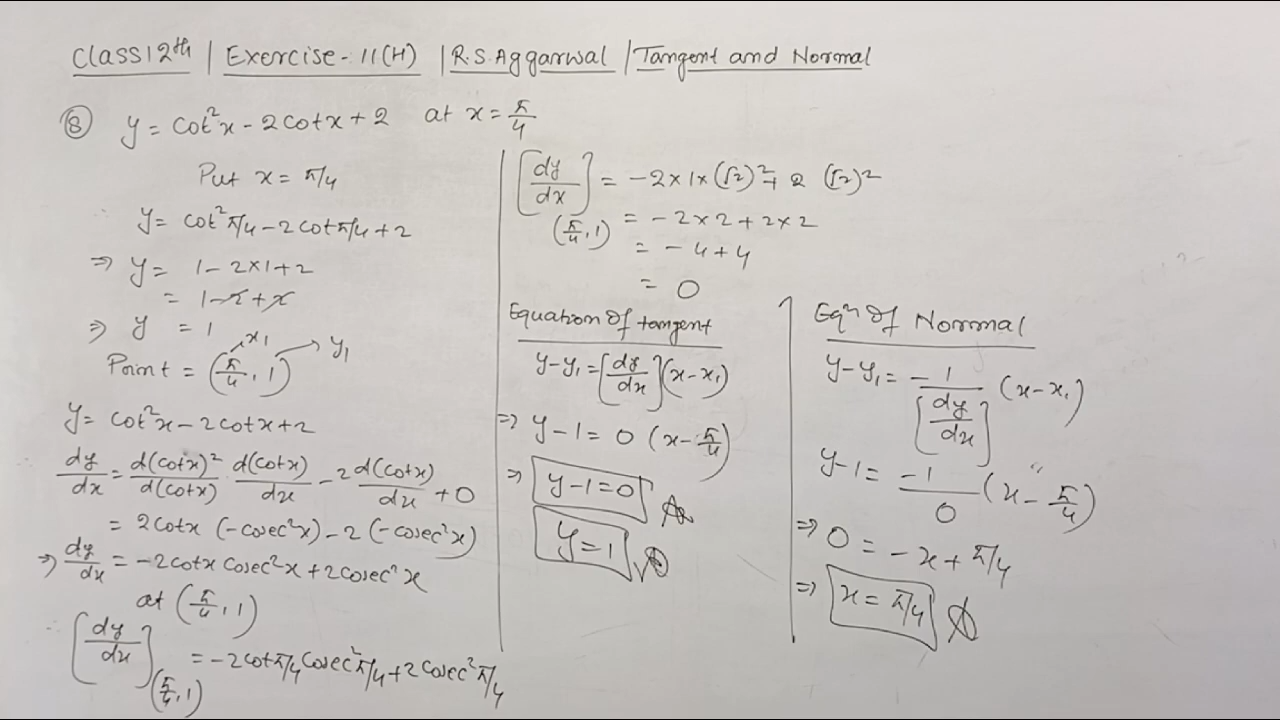 Class 12th | Exercise- 11(H) | R.S. Aggarwal | Tangent and Normal
⑧ y = cot²x - 2cotx + 2 at x = π/4
Put x = π/4
y = cot²π/4 - 2cotπ/4 + 2
⇒ y = 1 - 2×1 + 2
= 1 - 2 + 2
⇒ y = 1
Point = (π/4, 1) x₁ → y₁
y = cot²x - 2cotx + 2
dy/dx = d(cotx)²/d(cotx) · d(cotx)/dx - 2 d(cotx)/dx + 0
= 2cotx (-cosec²x) - 2 (-cosec²x)
⇒ dy/dx = -2cotx cosec²x + 2cosec²x
at (π/4, 1)
[dy/dx](π/4, 1) = -2cotπ/4 cosec²π/4 + 2cosec²π/4
[dy/dx](π/4, 1) = -2×1×(√2)² + 2 (√2)²
= -2×2 + 2×2
= -4 + 4
= 0
Equation Of tangent
y - y₁ = [dy/dx](x - x₁)
⇒ y - 1 = 0 (x - π/4)
⇒ y - 1 = 0
y = 1
Eqn Of Normal
y - y₁ = -1/[dy/dx] (x - x₁)
y - 1 = -1/0 (x - π/4)
⇒ 0 = -x + π/4
⇒ x = π/4